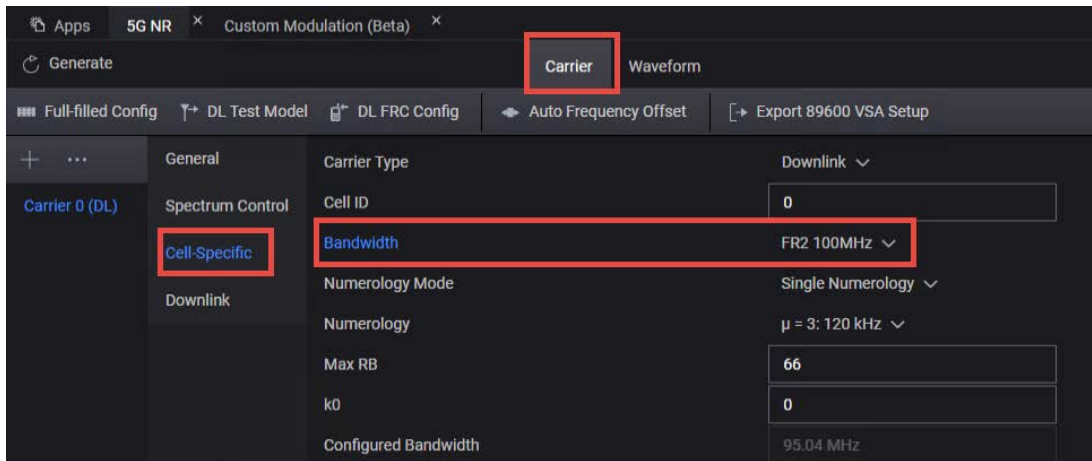 Apps 5G NR × Custom Modulation (Beta) ×
Generate Carrier Waveform
Full-filled Config DL Test Model DL FRC Config Auto Frequency Offset Export 89600 VSA Setup
+ ... General Carrier Type Downlink
Carrier 0 (DL) Spectrum Control Cell ID 0
Cell-Specific Bandwidth FR2 100MHz
Numerology Mode Single Numerology
Downlink
Numerology μ = 3: 120 kHz
Max RB 66
k0 0
Configured Bandwidth 95.04 MHz